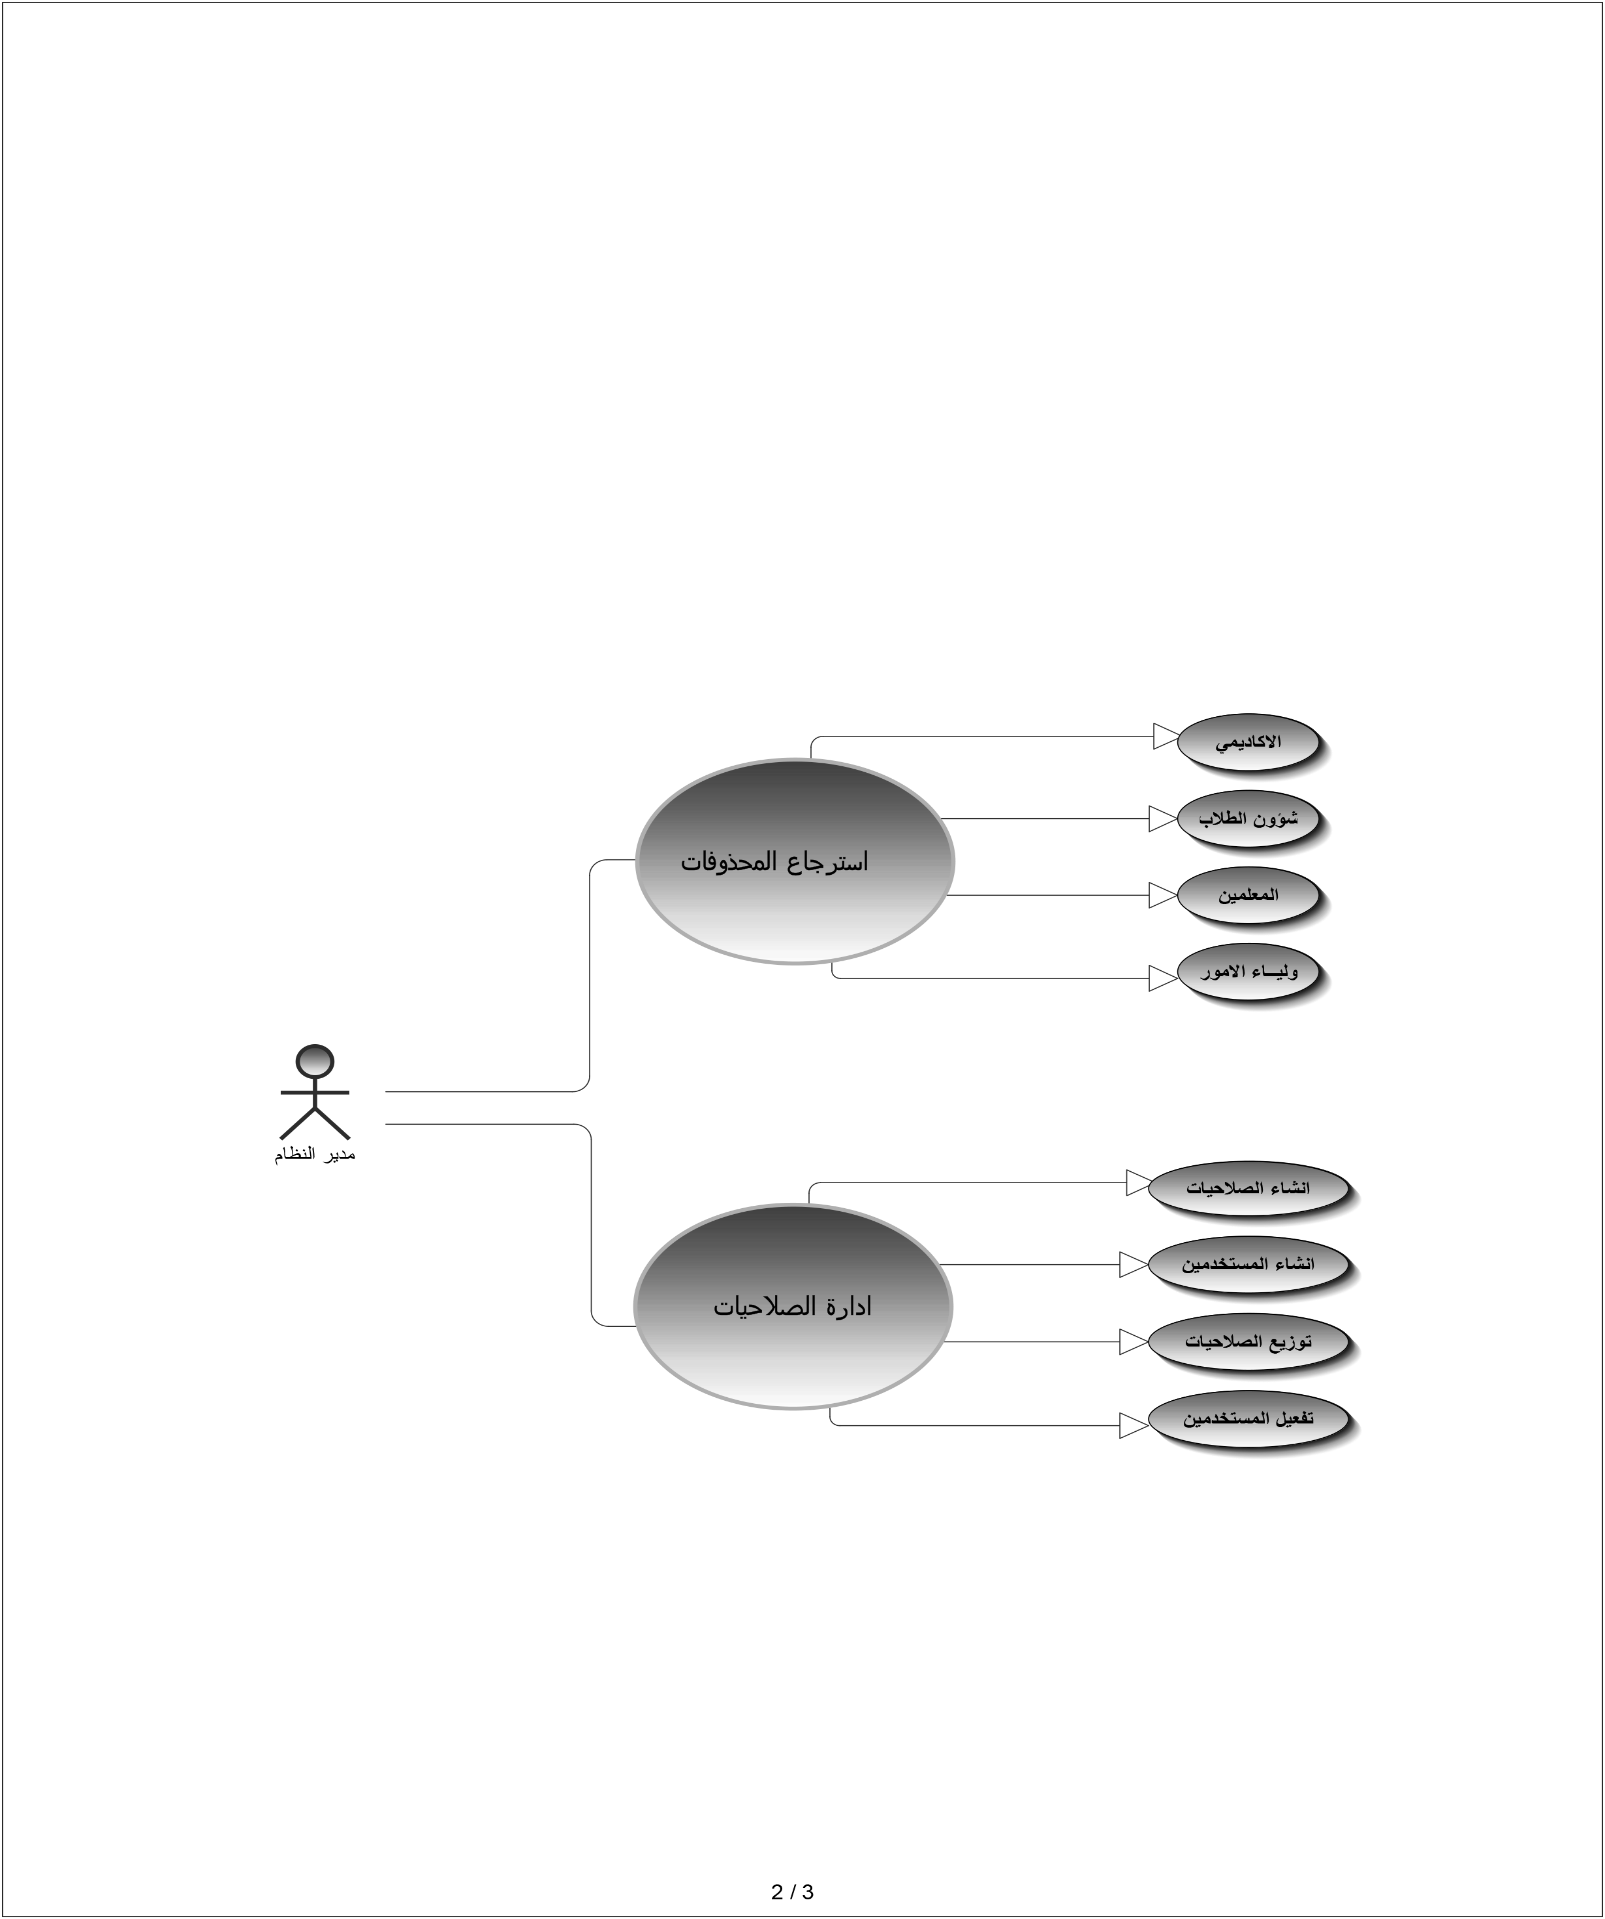 الاكاديمي
شؤون الطلاب
استرجاع المحذوفات
المعلمين
وليـــاء الامور
مدير النظام
انشاء الصلاحيات
انشاء المستخدمين
ادارة الصلاحيات
توزيع الصلاحيات
تفعيل المستخدمين
2 / 3